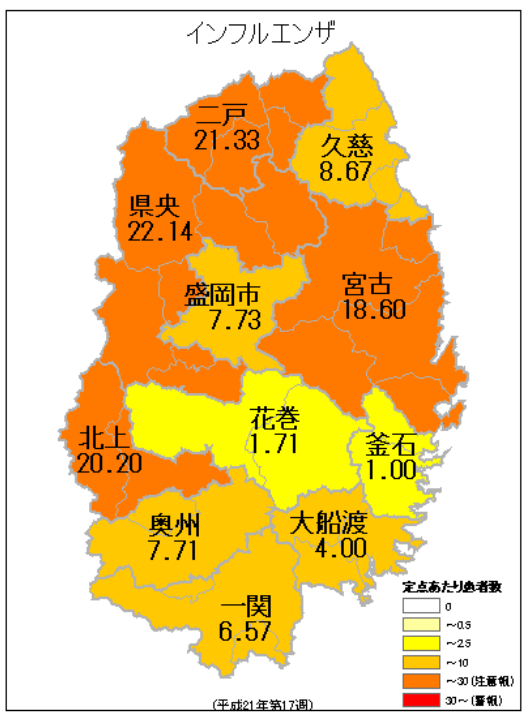 インフルエンザ
二戸
21.33
久慈
8.67
県央
22.14
盛岡市
7.73
宮古
18.60
花巻
1.71
北上
20.20
釜石
1.00
奥州
7.71
大船渡
4.00
一関
6.57
定点あたり患者数
0
～0.5
～2.5
～10
～30(注意報)
30～(警報)
(平成21年第17週)